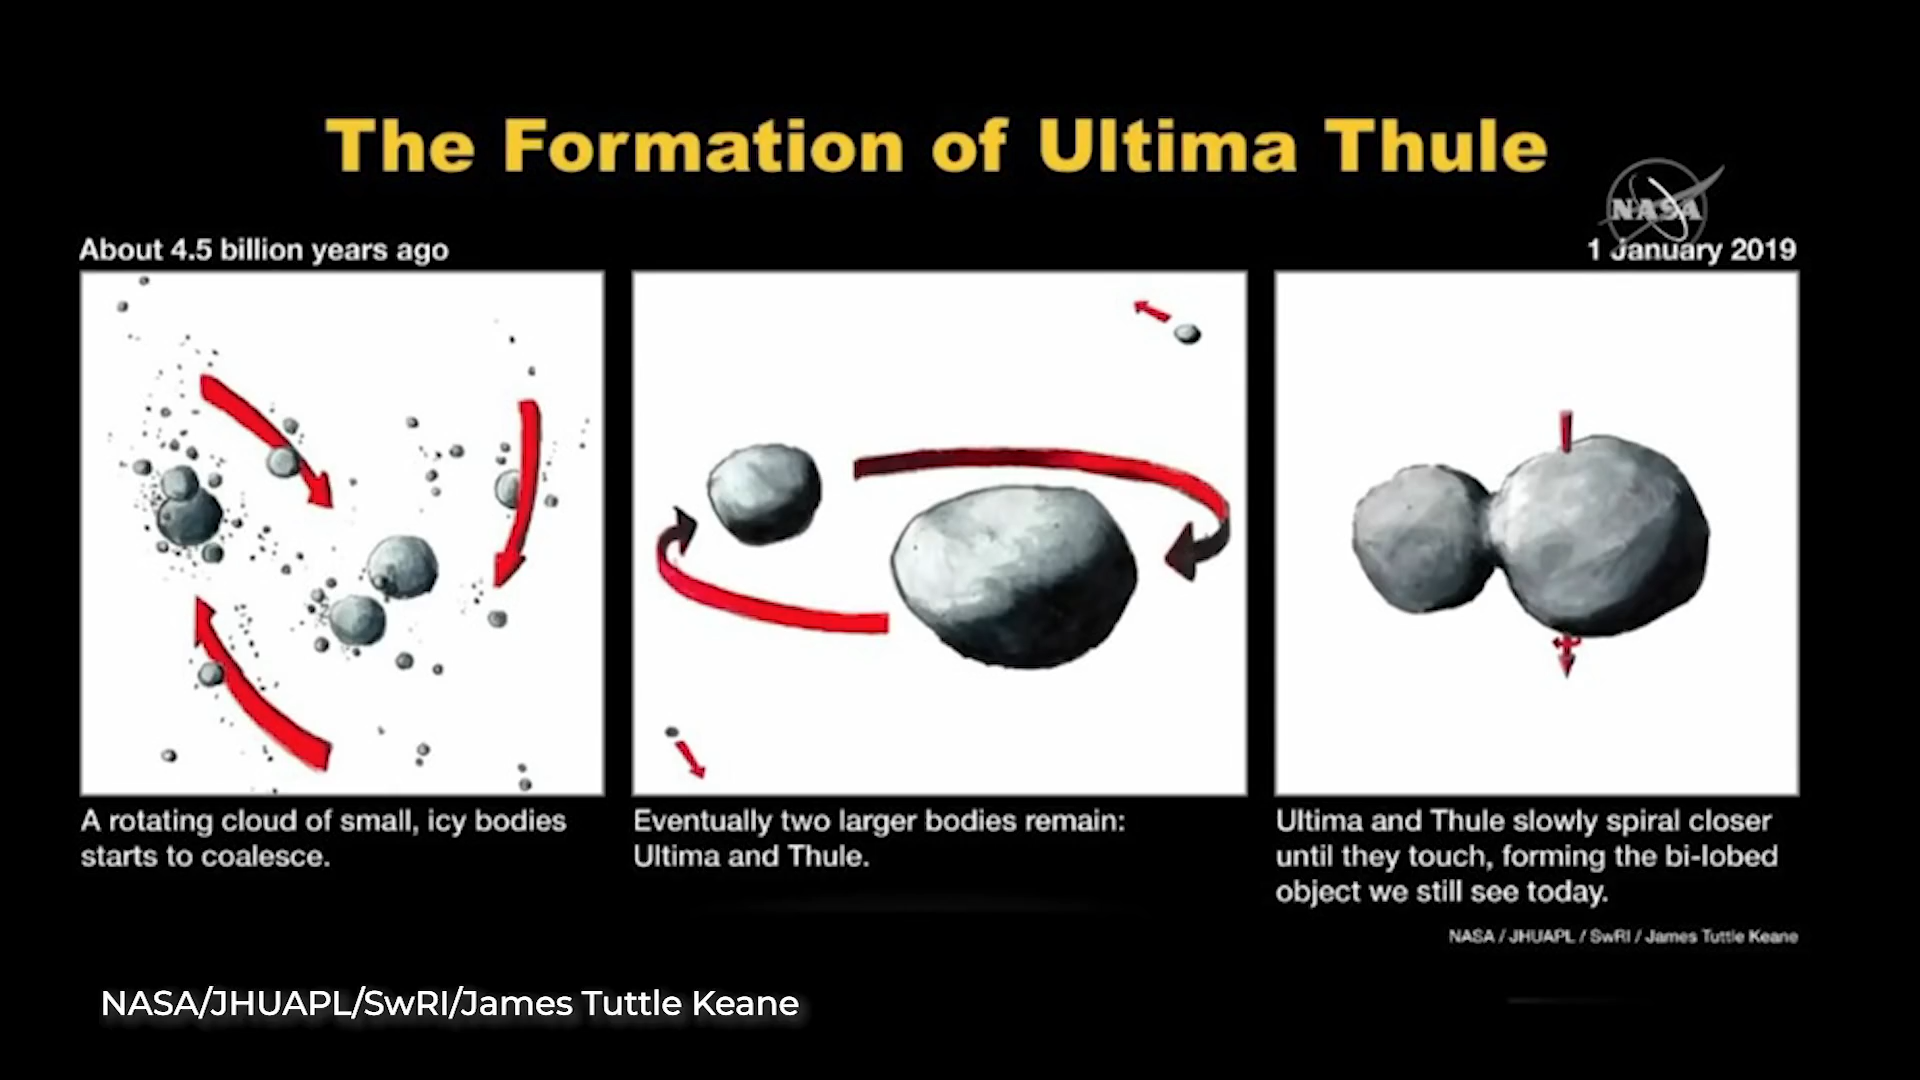 The Formation of Ultima Thule
NASA
About 4.5 billion years ago
1 January 2019
A rotating cloud of small, icy bodies
starts to coalesce.
Eventually two larger bodies remain:
Ultima and Thule.
Ultima and Thule slowly spiral closer
until they touch, forming the bi-lobed
object we still see today.
NASA / JHUAPL / SwRI / James Tuttle Keane
NASA/JHUAPL/SwRI/James Tuttle Keane